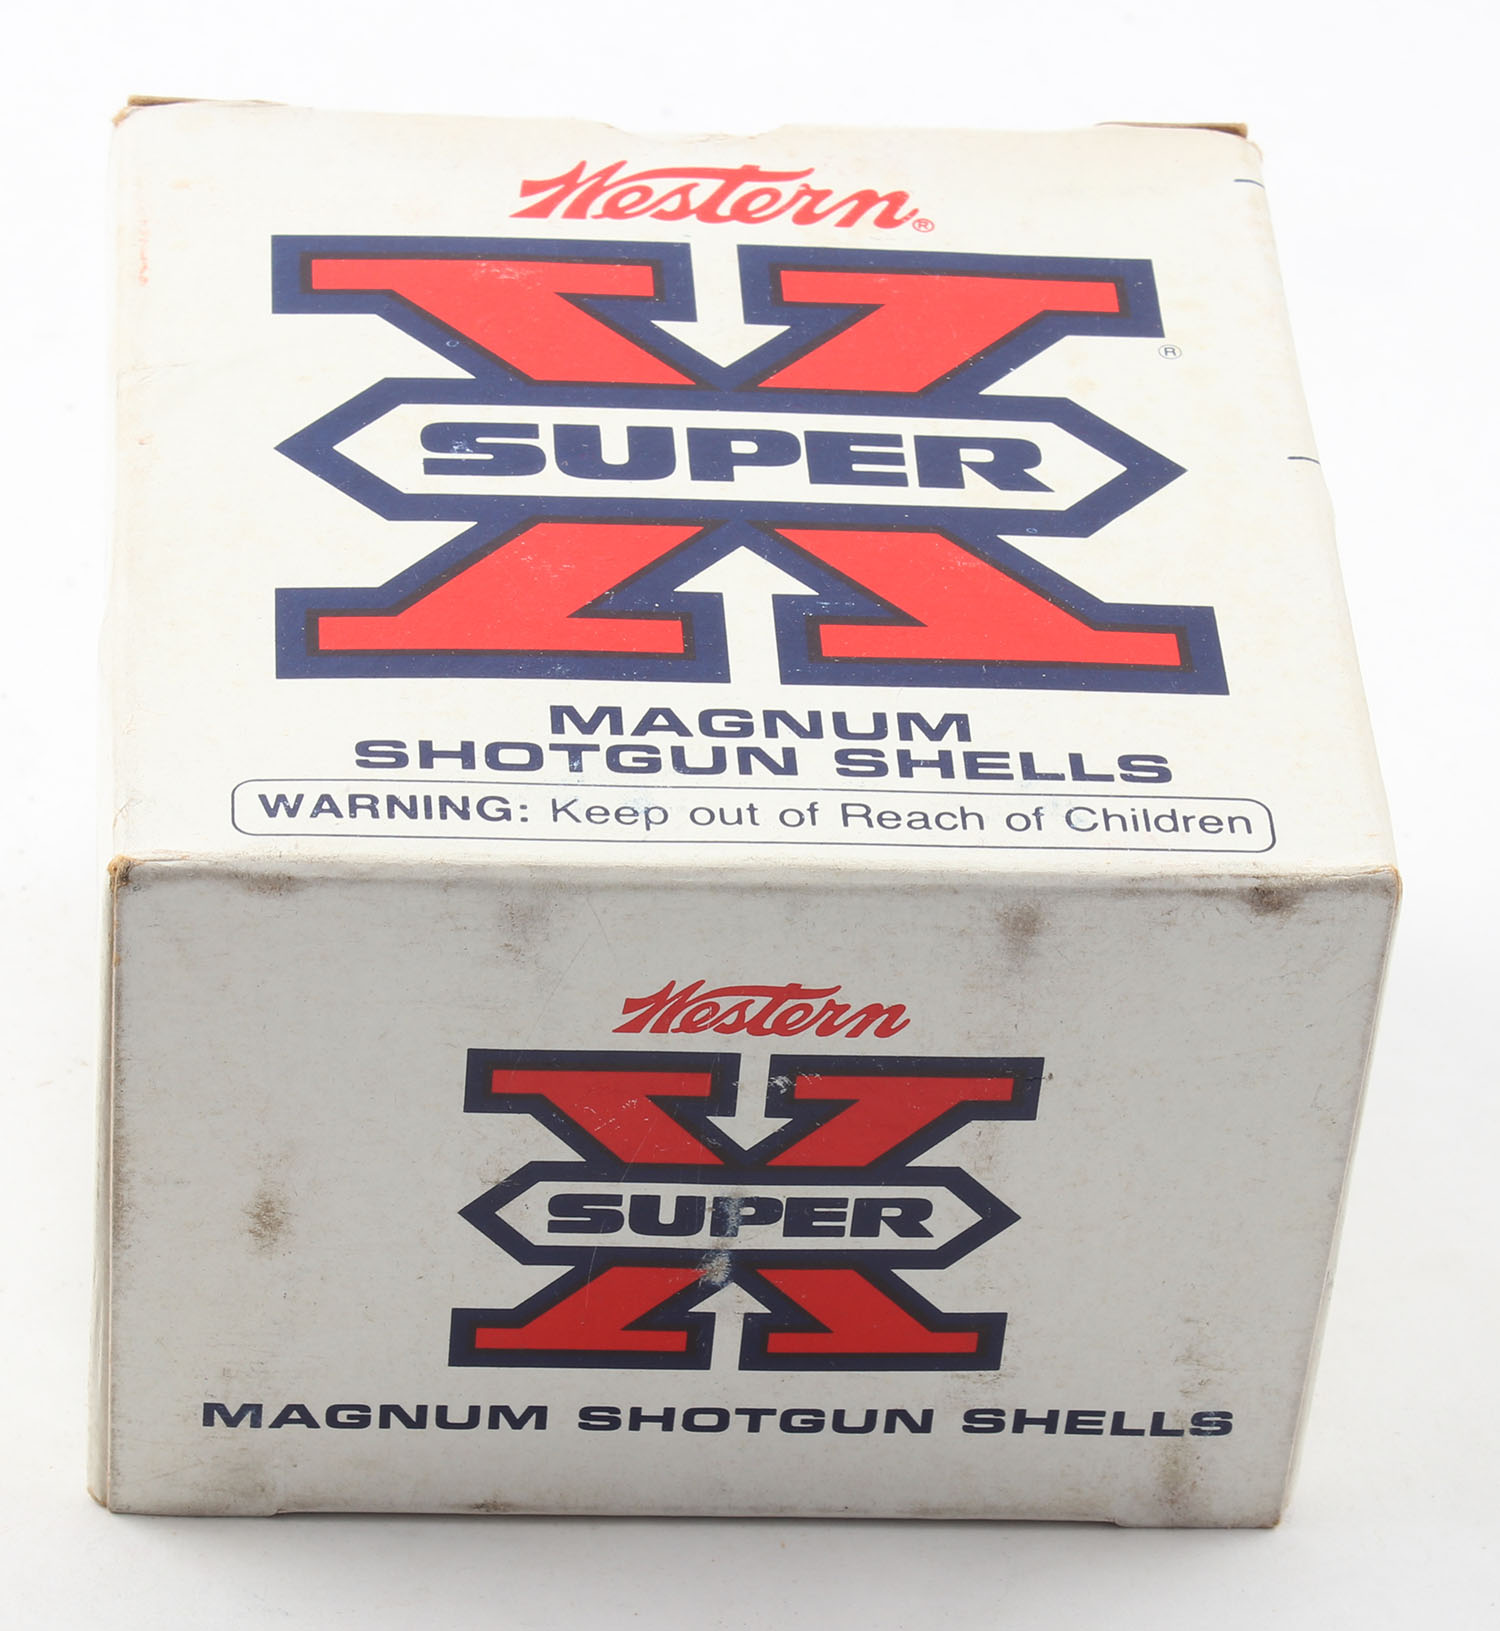 Western®
SUPER X ®
MAGNUM
SHOTGUN SHELLS
WARNING: Keep out of Reach of Children
Western
SUPER X
MAGNUM SHOTGUN SHELLS